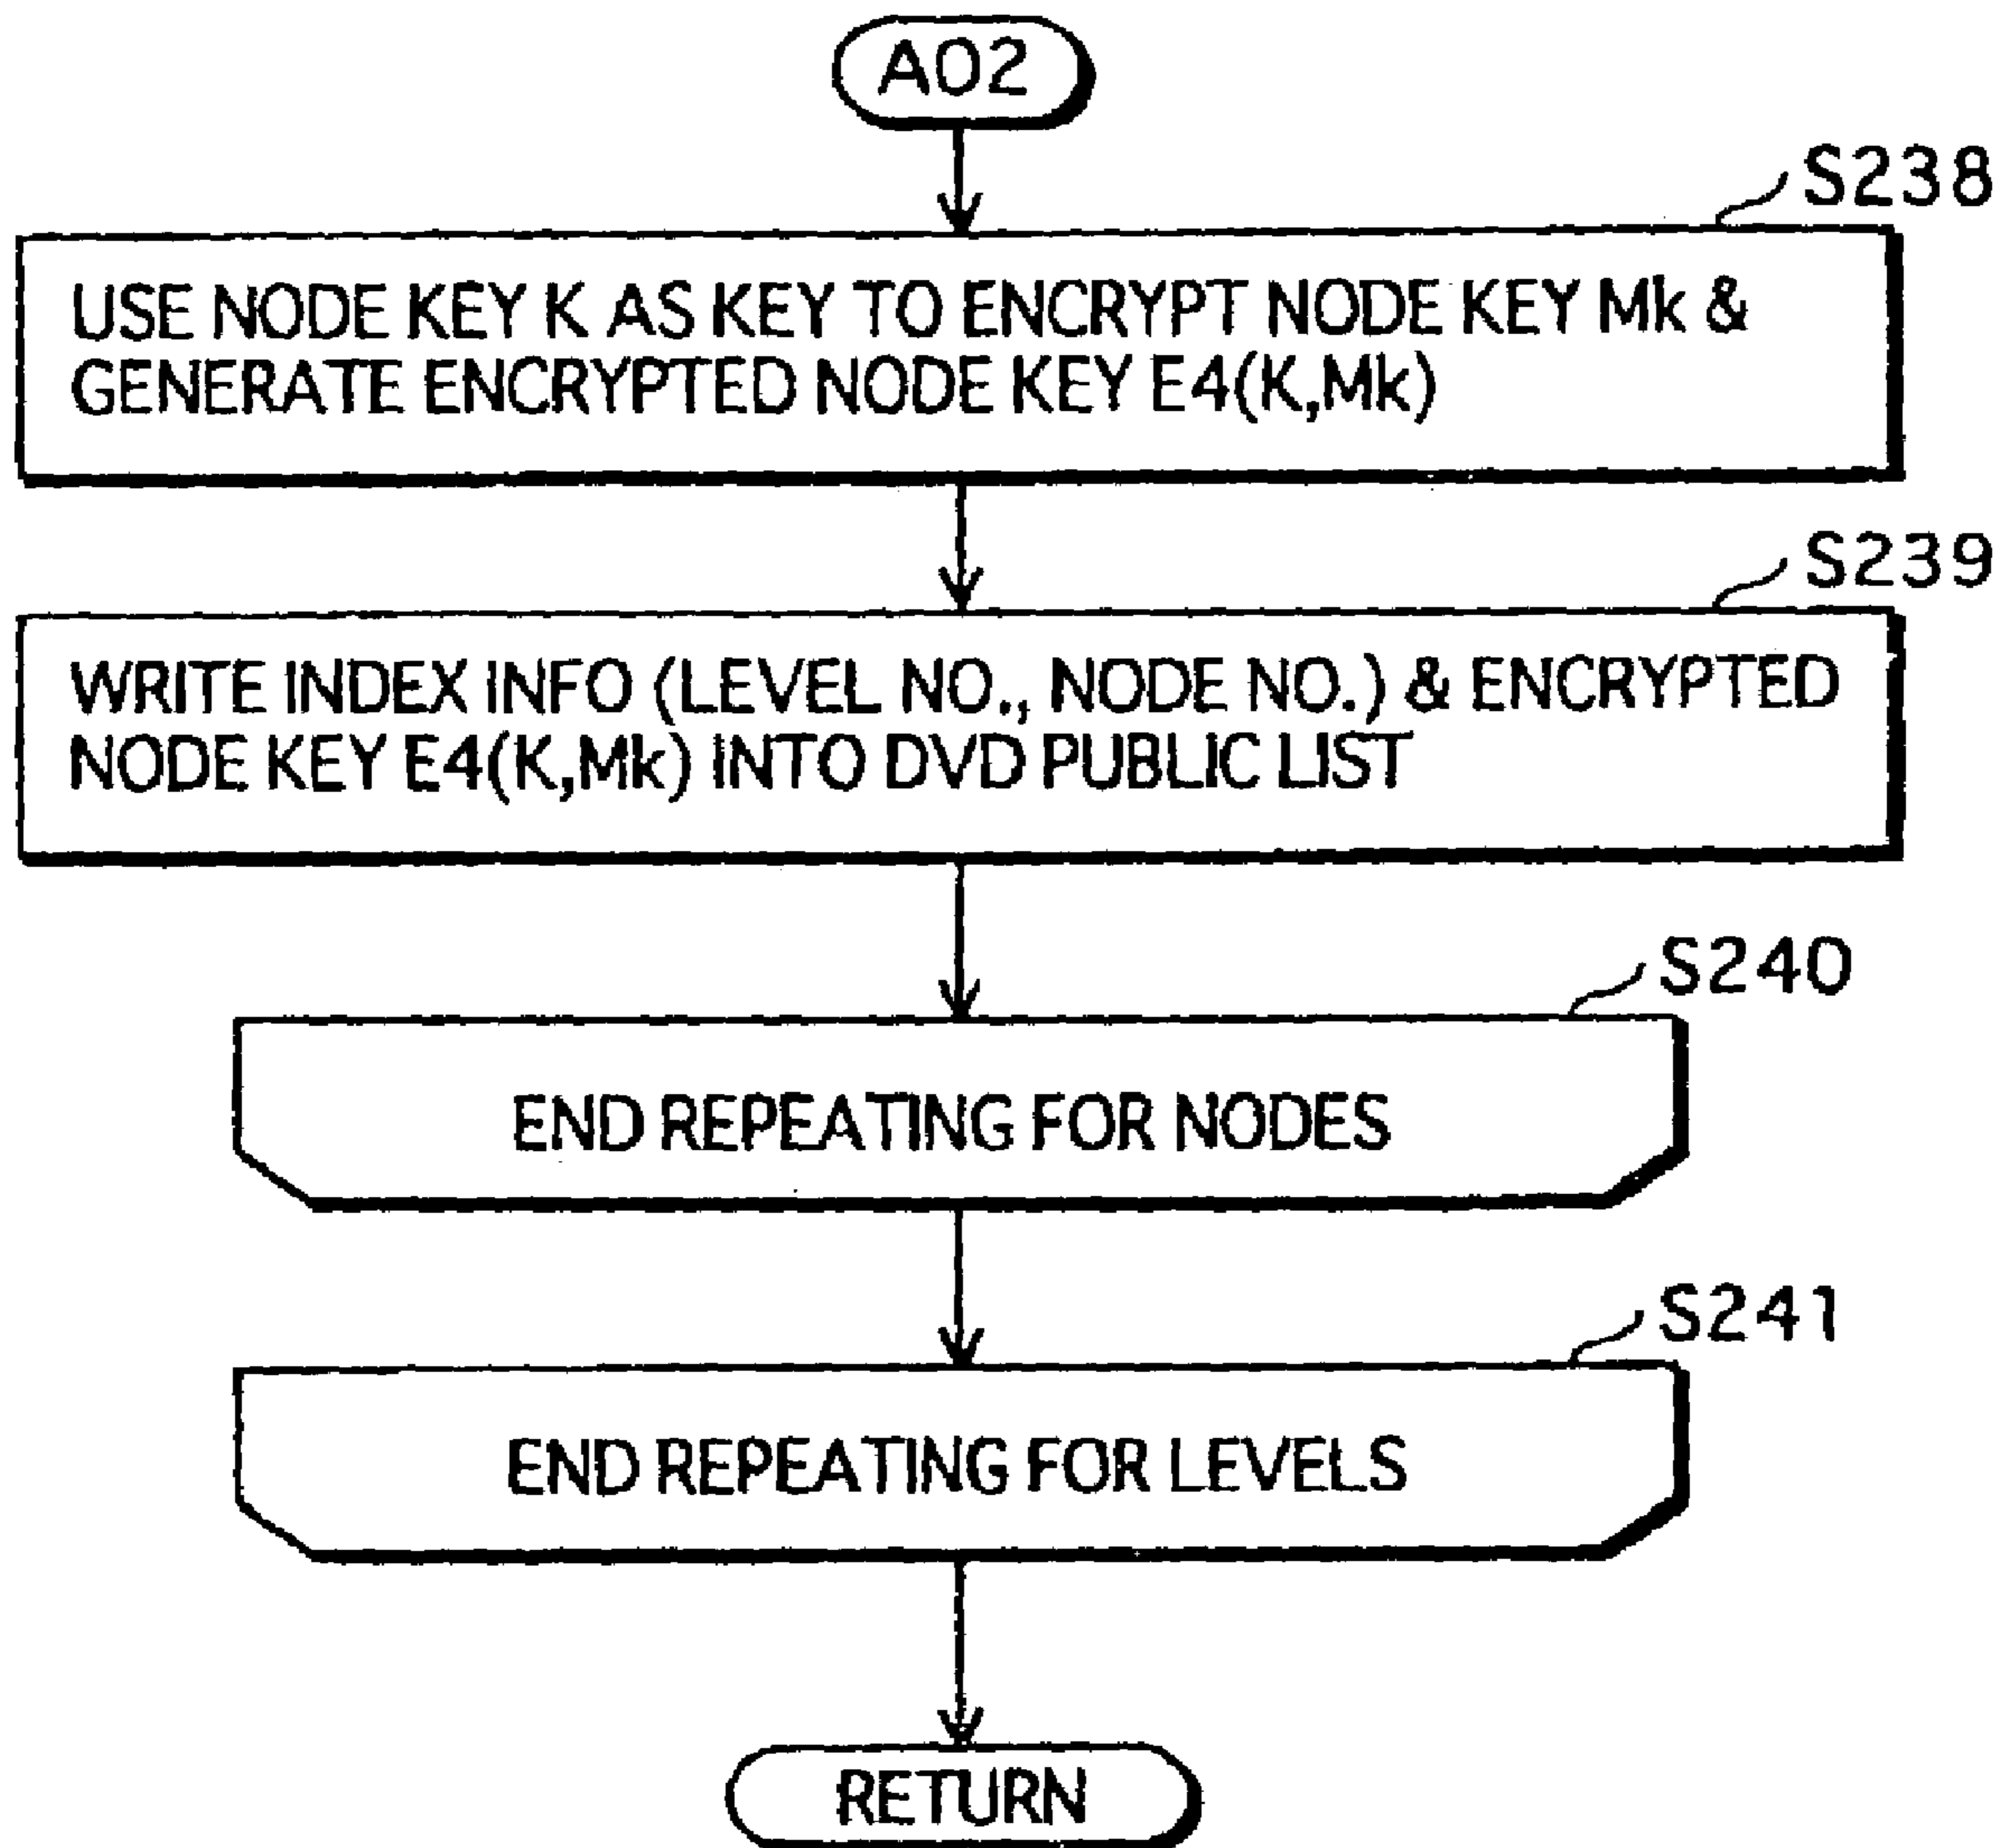 A02
S238
USE NODE KEY K AS KEY TO ENCRYPT NODE KEY Mk &
GENERATE ENCRYPTED NODE KEY E4(K,Mk)
S239
WRITE INDEX INFO (LEVEL NO., NODE NO.) & ENCRYPTED
NODE KEY E4(K,Mk) INTO DVD PUBLIC LIST
S240
END REPEATING FOR NODES
S241
END REPEATING FOR LEVELS
RETURN